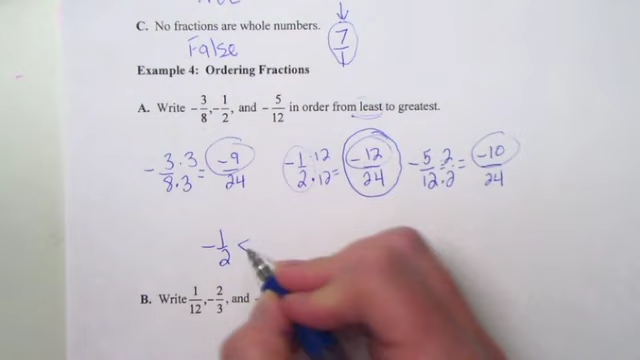 C. No fractions are whole numbers.
False
7/1
Example 4: Ordering Fractions
A. Write -3/8, -1/2, and -5/12 in order from least to greatest.
-3·3/8·3 = -9/24 -1·12/2·12 = -12/24 -5/12·2/2 = -10/24
-1/2 <
B. Write 1/12, -2/3, and -